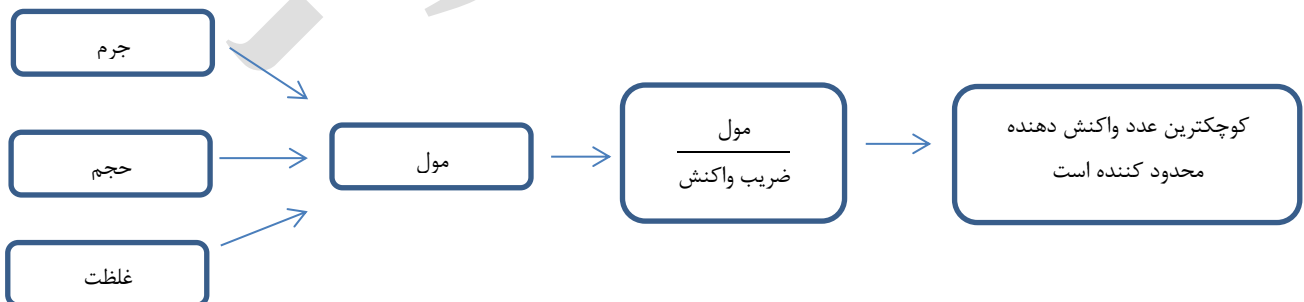 جرم
حجم
غلظت
مول
مول
ضریب واکنش
کوچکترین عدد واکنش دهنده
محدود کننده است